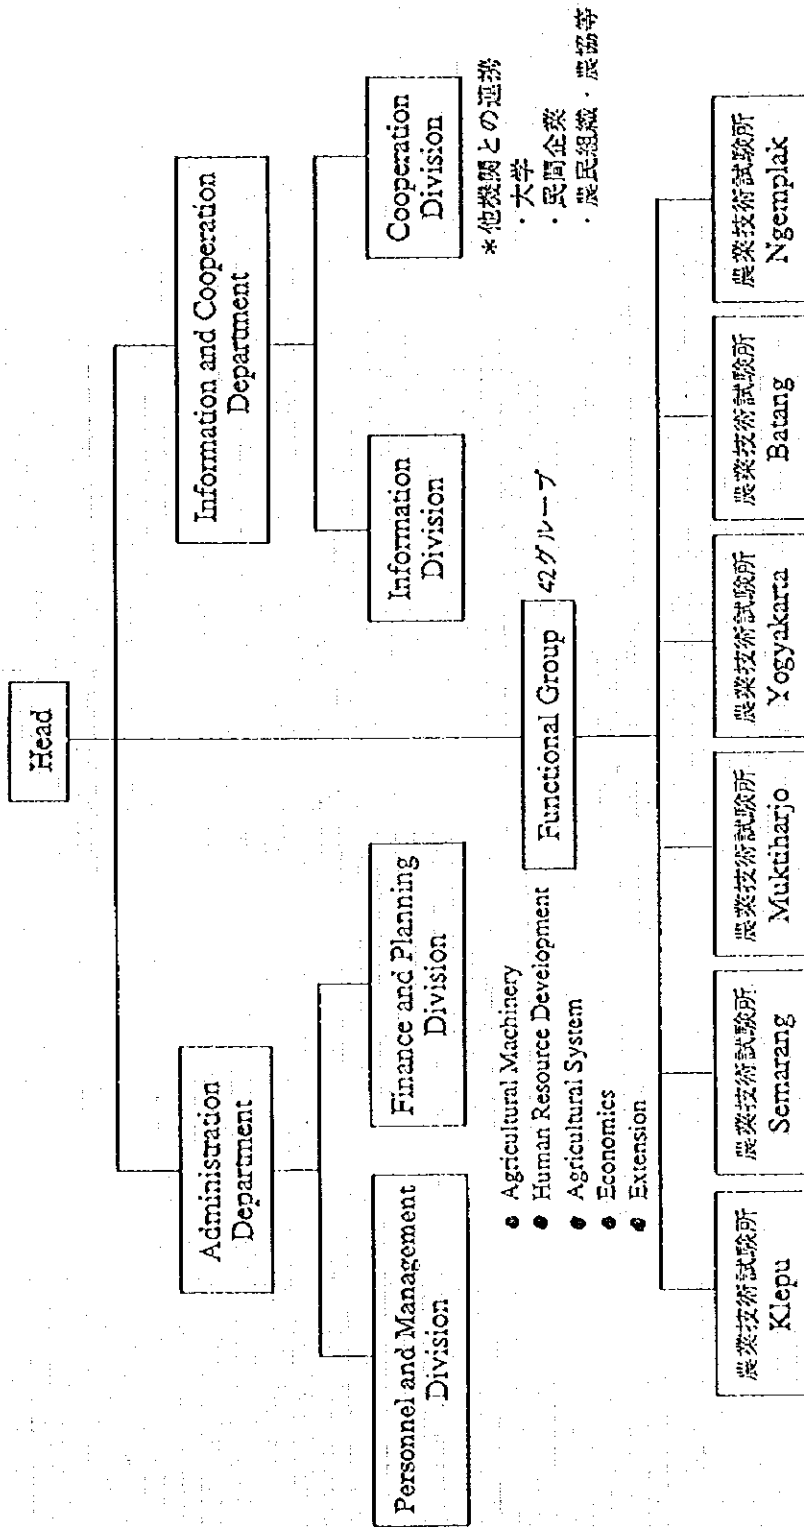 Head
Administration
Department
Information and Cooperation
Department
Personnel and Management
Division
Finance and Planning
Division
Information
Division
Cooperation
Division
*他機関との連携
・大学
・民間企業
・農民組織・農協等
● Agricultural Machinery
● Human Resource Development
● Agricultural System
● Economics
● Extension
Functional Group
42グループ
農業技術試験所
Klepu
農業技術試験所
Semarang
農業技術試験所
Muktiharjo
農業技術試験所
Yogyakarta
農業技術試験所
Batang
農業技術試験所
Ngemplak